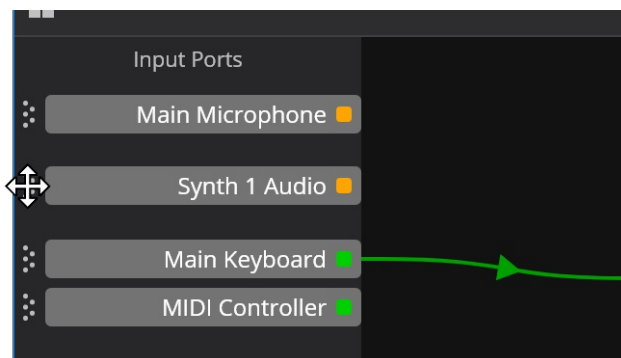 Input Ports
Main Microphone
Synth 1 Audio
Main Keyboard
MIDI Controller